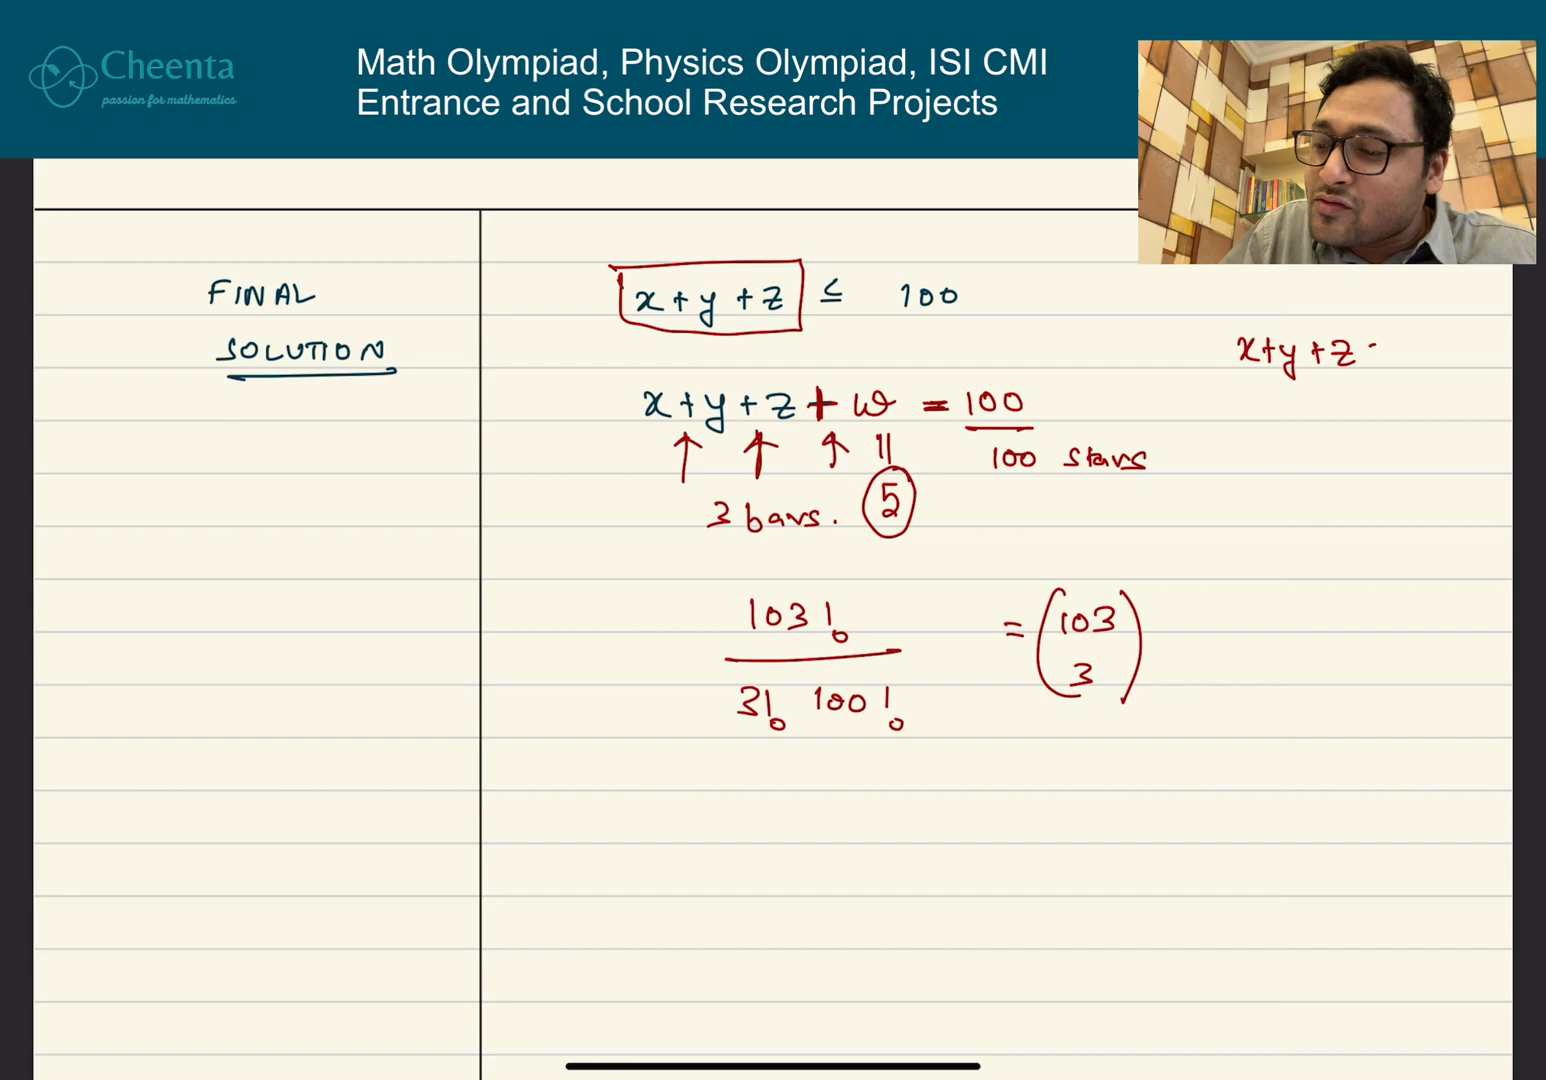 Cheenta
passion for mathematics
Math Olympiad, Physics Olympiad, ISI CMI
Entrance and School Research Projects
FINAL
SOLUTION
x + y + z ≤ 100
x + y + z ·
x + y + z + w = 100
100 stars
3 bars. 5
103!
3! 100!
= (103
3)